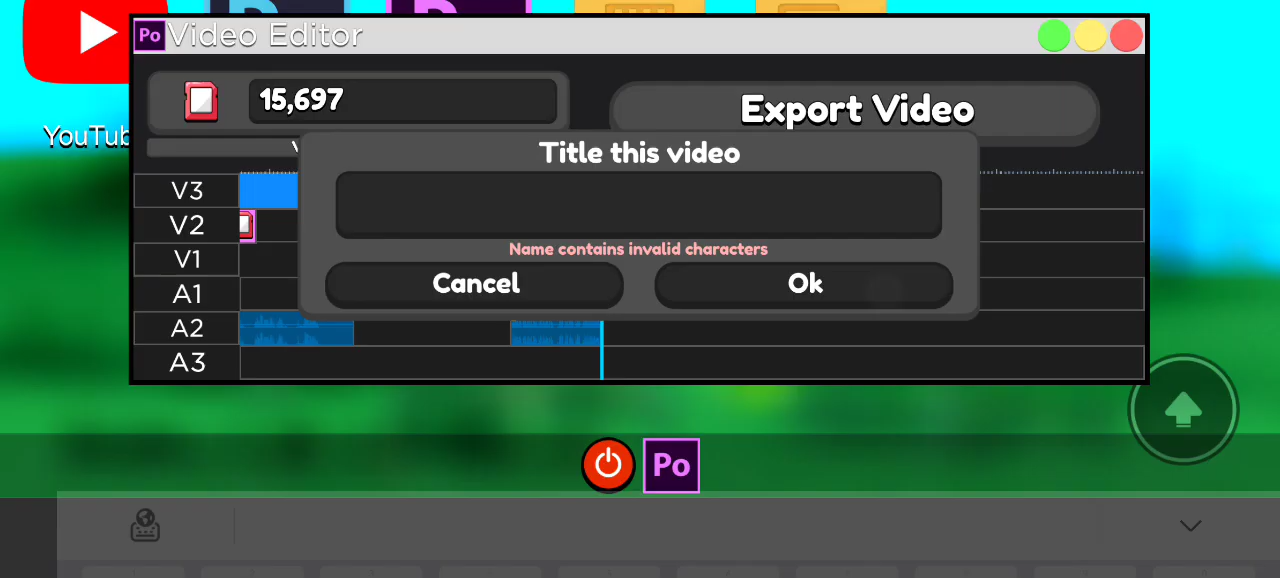 Po Video Editor
15,697
Export Video
YouTub
Title this video
V3
V2
Name contains invalid characters
V1
Cancel
Ok
A1
A2
A3
Po